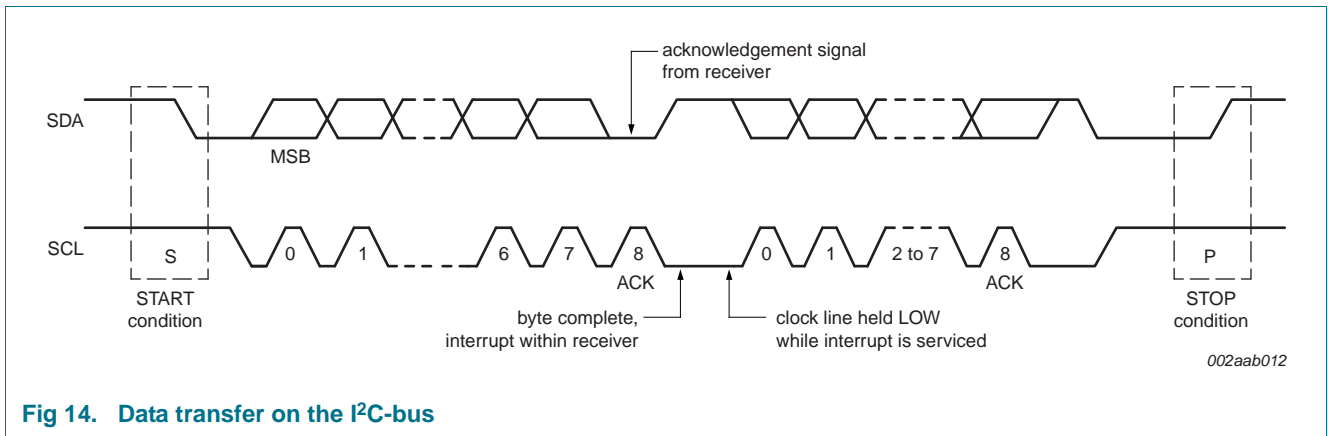 acknowledgement signal
from receiver
SDA
MSB
SCL
S
0
1
6
7
8
0
1
2 to 7
8
P
ACK
ACK
START
condition
byte complete,
interrupt within receiver
clock line held LOW
while interrupt is serviced
STOP
condition
002aab012
Fig 14. Data transfer on the I²C-bus